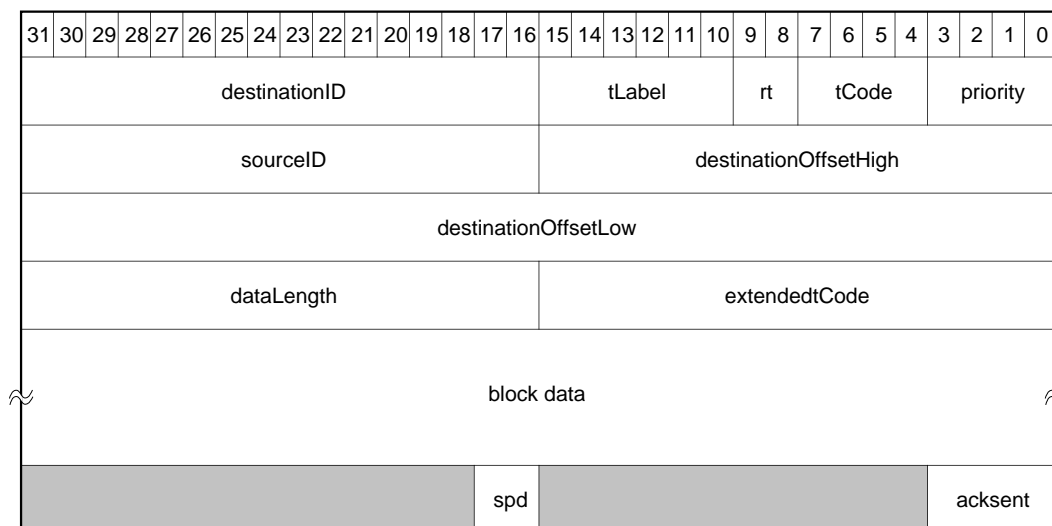 31 30 29 28 27 26 25 24 23 22 21 20 19 18 17 16 15 14 13 12 11 10 9 8 7 6 5 4 3 2 1 0
destinationID tLabel rt tCode priority
sourceID destinationOffsetHigh
destinationOffsetLow
dataLength extendedtCode
block data
spd acksent